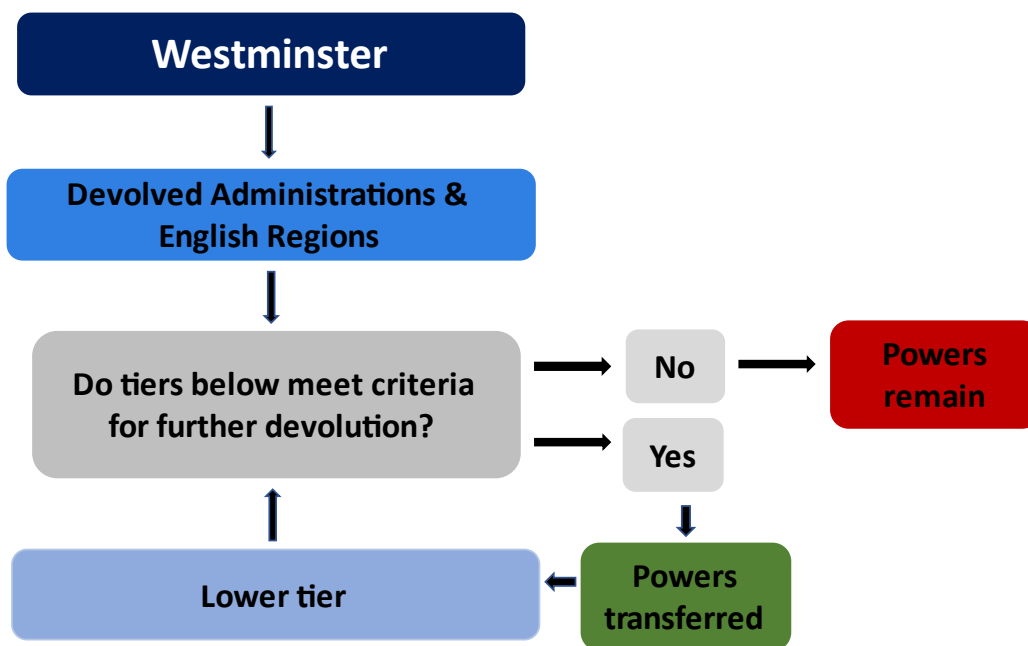 Westminster
Devolved Administrations &
English Regions
Do tiers below meet criteria
for further devolution?
No
Powers
remain
Yes
Lower tier
Powers
transferred